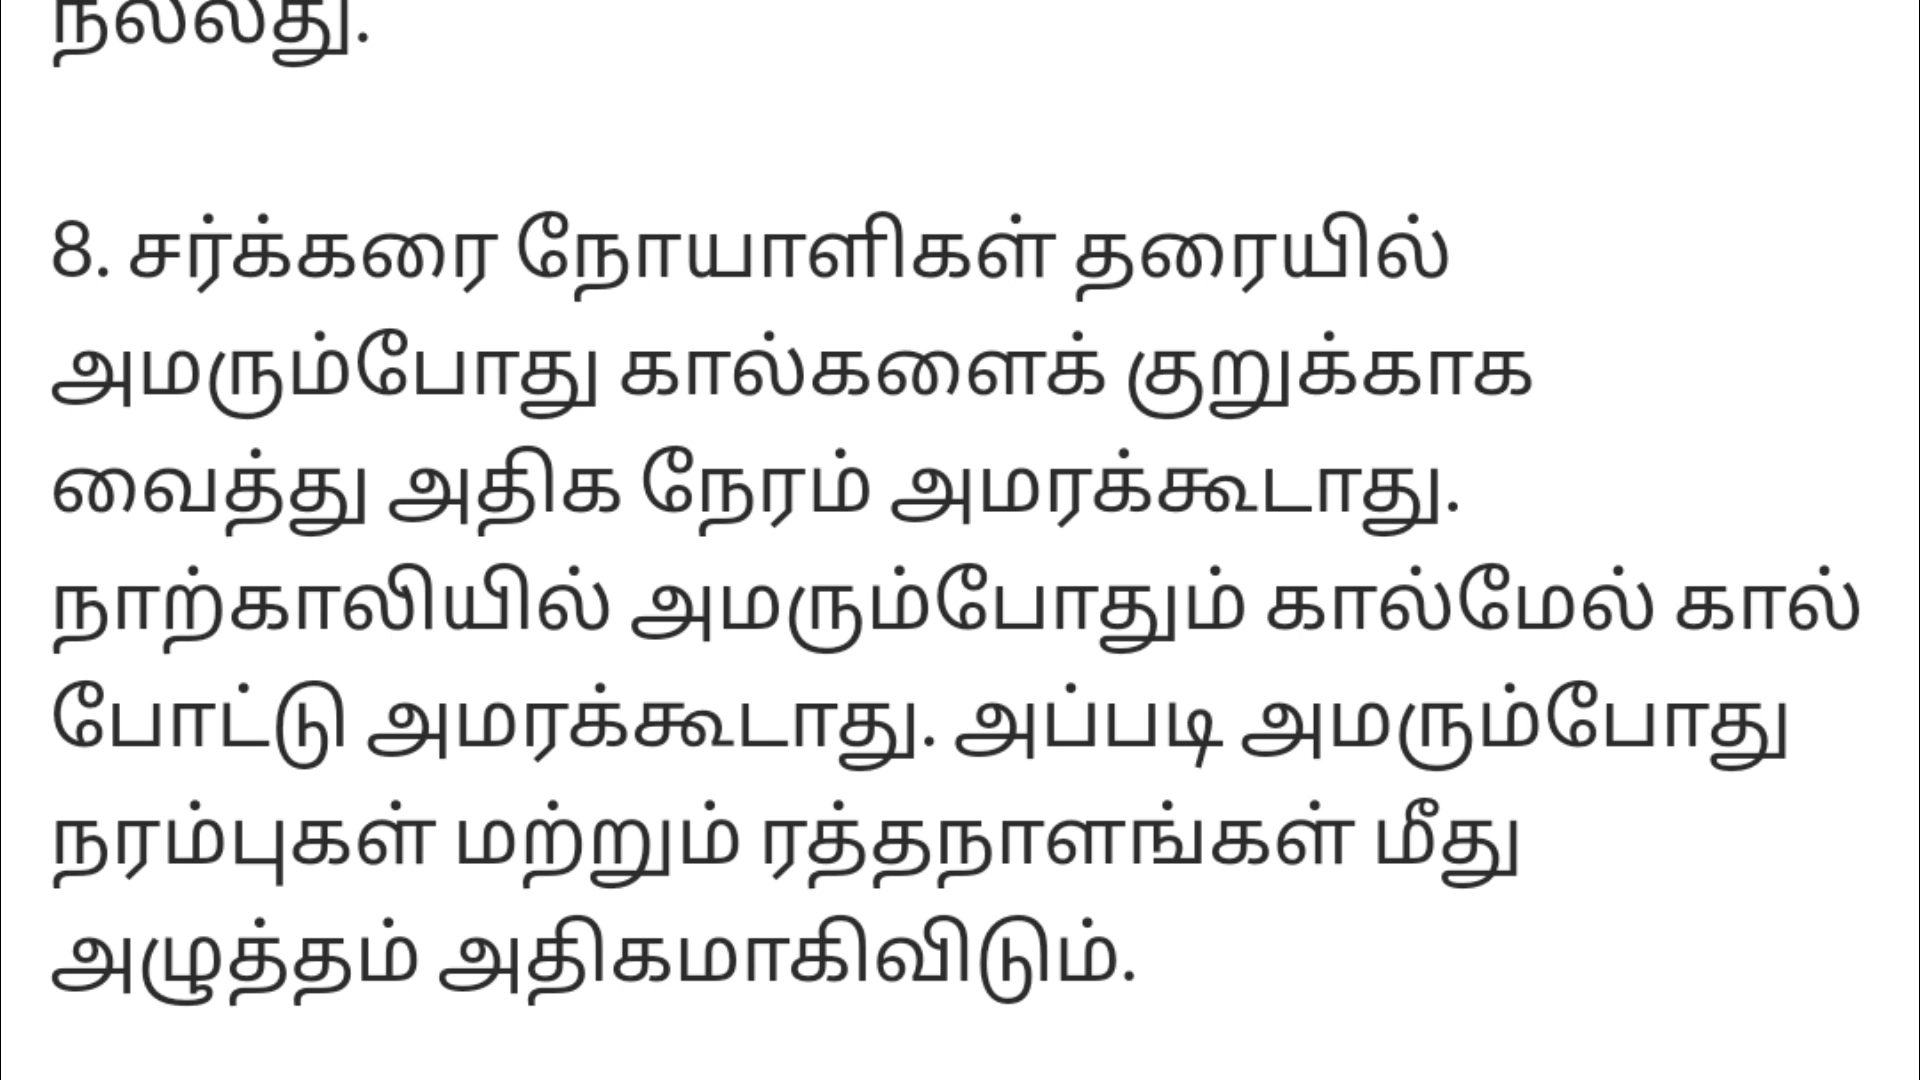 நல்லது.
8. சர்க்கரை நோயாளிகள் தரையில்
அமரும்போது கால்களைக் குறுக்காக
வைத்து அதிக நேரம் அமரக்கூடாது.
நாற்காலியில் அமரும்போதும் கால்மேல் கால்
போட்டு அமரக்கூடாது. அப்படி அமரும்போது
நரம்புகள் மற்றும் ரத்தநாளங்கள் மீது
அழுத்தம் அதிகமாகிவிடும்.